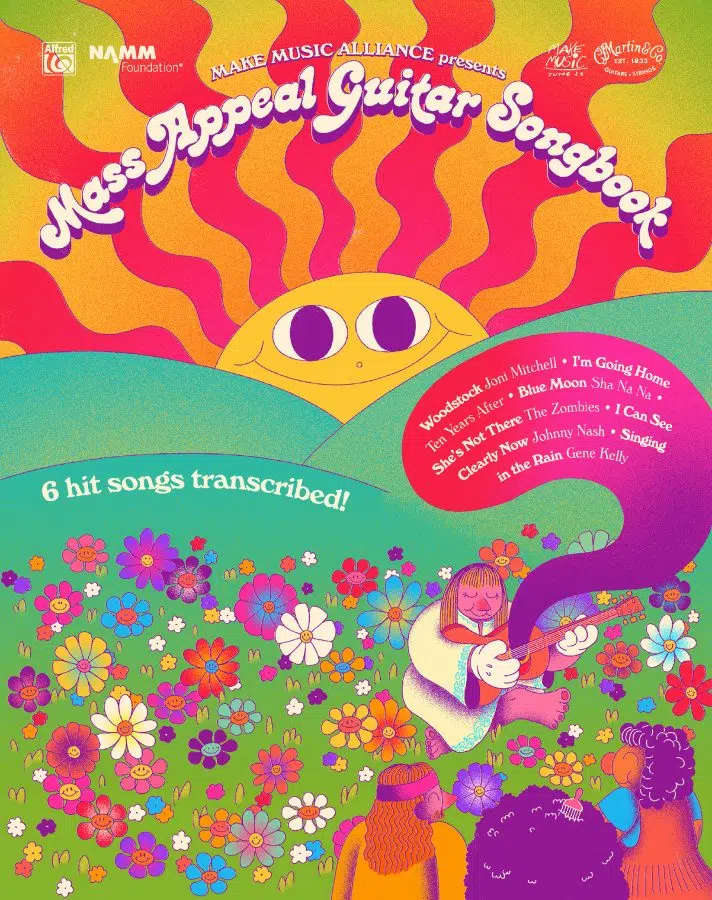 Alfred
NAMM
Foundation®
MAKE MUSIC ALLIANCE presents
MAKE
MUSIC
JUNE 21
Martin & Co.
EST. 1833
GUITARS • STRINGS
Mass Appeal Guitar Songbook
Woodstock Joni Mitchell • I'm Going Home
Ten Years After • Blue Moon Sha Na Na •
She's Not There The Zombies • I Can See
Clearly Now Johnny Nash • Singing
in the Rain Gene Kelly
6 hit songs transcribed!